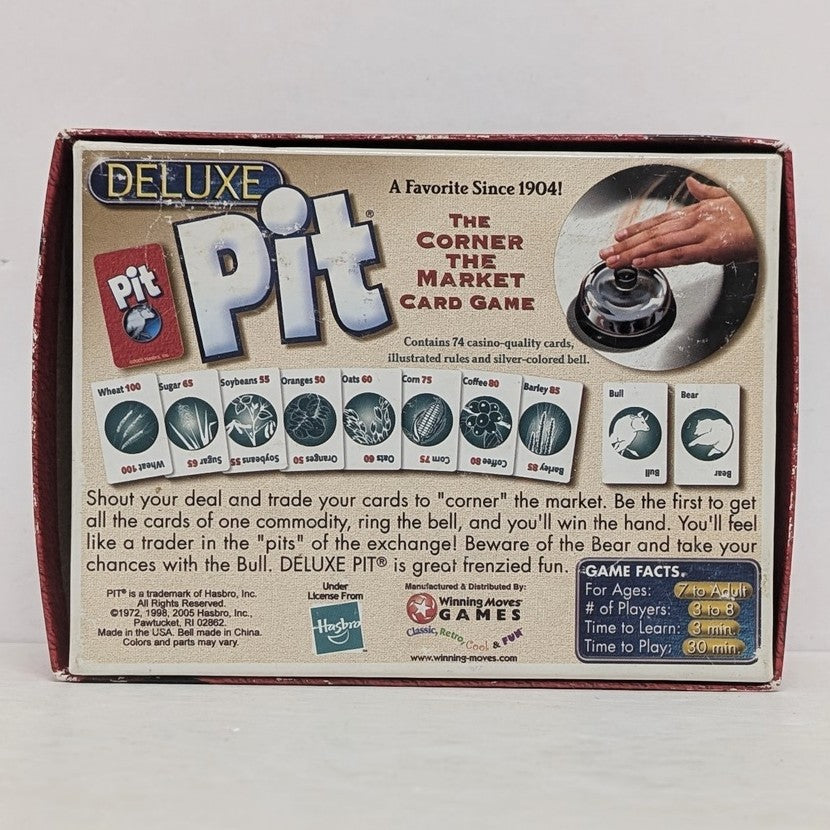 DELUXE
Pit®
A Favorite Since 1904!
THE
CORNER
THE
MARKET
CARD GAME
Pit
Contains 74 casino-quality cards,
illustrated rules and silver-colored bell.
Wheat 100
Sugar 65
Soybeans 55
Oranges 50
Oats 60
Corn 75
Coffee 80
Barley 85
Bull
Bear
Wheat 100
Sugar 65
Soybeans 55
Oranges 50
Oats 60
Corn 75
Coffee 80
Barley 85
Bull
Bear
Shout your deal and trade your cards to "corner" the market. Be the first to get
all the cards of one commodity, ring the bell, and you'll win the hand. You'll feel
like a trader in the "pits" of the exchange! Beware of the Bear and take your
chances with the Bull. DELUXE PIT® is great frenzied fun.
PIT® is a trademark of Hasbro, Inc.
All Rights Reserved.
©1972, 1998, 2005 Hasbro, Inc.,
Pawtucket, RI 02862.
Made in the USA. Bell made in China.
Colors and parts may vary.
Under
License From
Hasbro
Manufactured & Distributed By:
Winning Moves
GAMES
Classic, Retro, Cool & FUN
www.winning-moves.com
GAME FACTS.
For Ages: 7 to Adult
# of Players: 3 to 8
Time to Learn: 3 min.
Time to Play: 30 min.